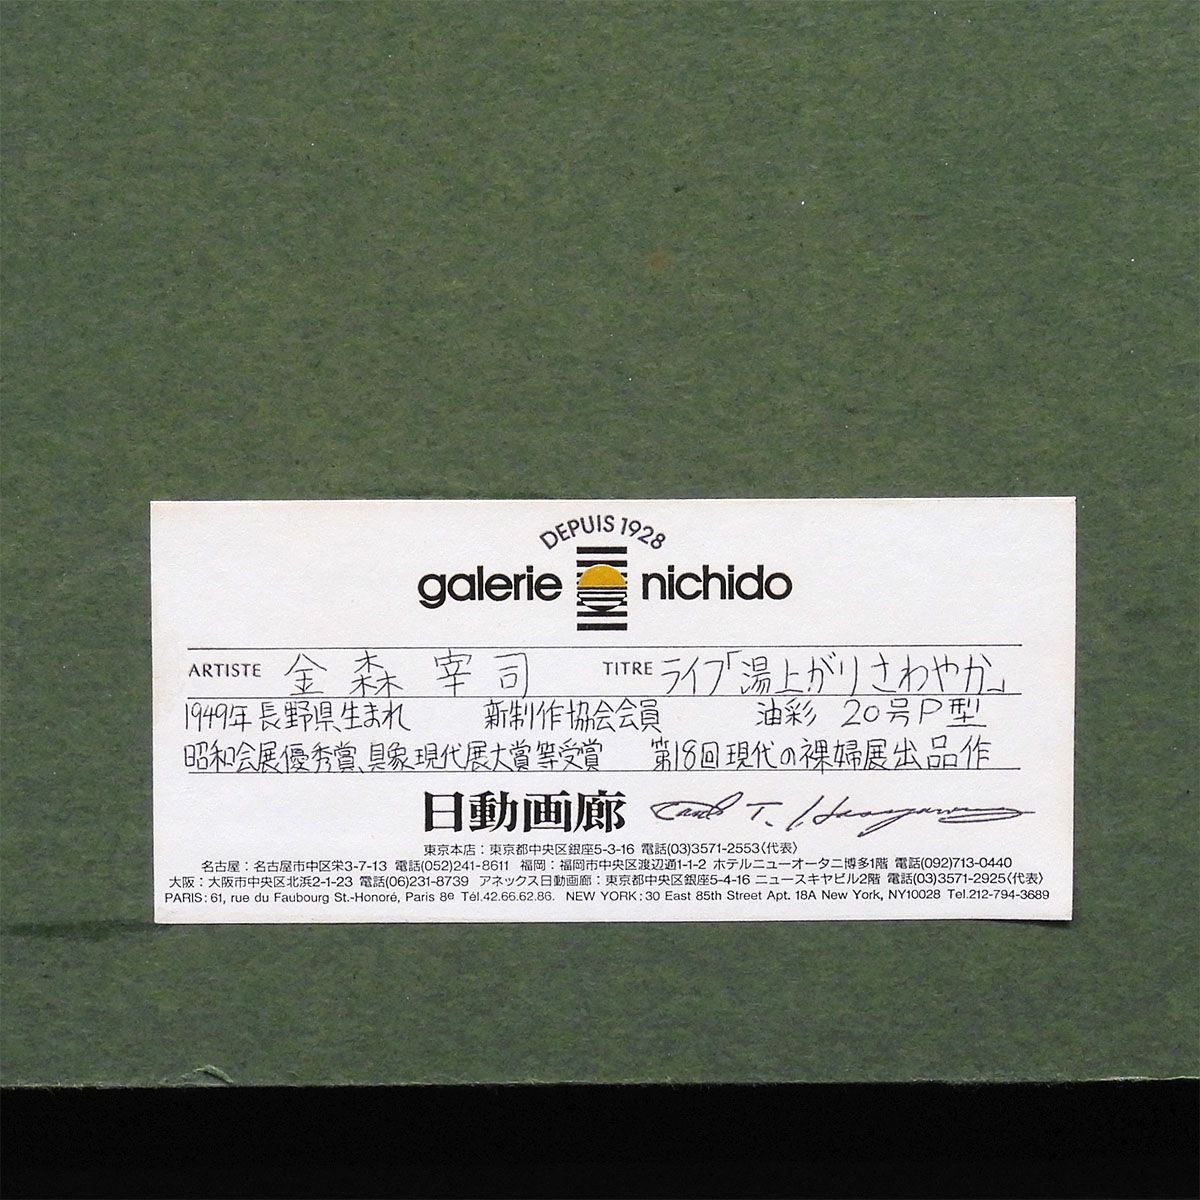 DEPUIS 1928
galerie nichido
ARTISTE 金森宰司 TITRE ライフ「湯上がりさわやか」
1949年長野県生まれ 新制作協会会員 油彩 20号P型
昭和会展優秀賞、具象現代展大賞等受賞 第18回現代の裸婦展出品作
日動画廊
東京本店：東京都中央区銀座5-3-16 電話(03)3571-2553〈代表〉
名古屋：名古屋市中区栄3-7-13 電話(052)241-8611 福岡：福岡市中央区渡辺通1-1-2 ホテルニューオータニ博多1階 電話(092)713-0440
大阪：大阪市中央区北浜2-1-23 電話(06)231-8739 アネックス日動画廊：東京都中央区銀座5-4-16 ニュースキヤビル2階 電話(03)3571-2925〈代表〉
PARIS: 61, rue du Faubourg St.-Honoré, Paris 8e Tél.42.66.62.86. NEW YORK: 30 East 85th Street Apt. 18A New York, NY10028 Tel.212-794-3689